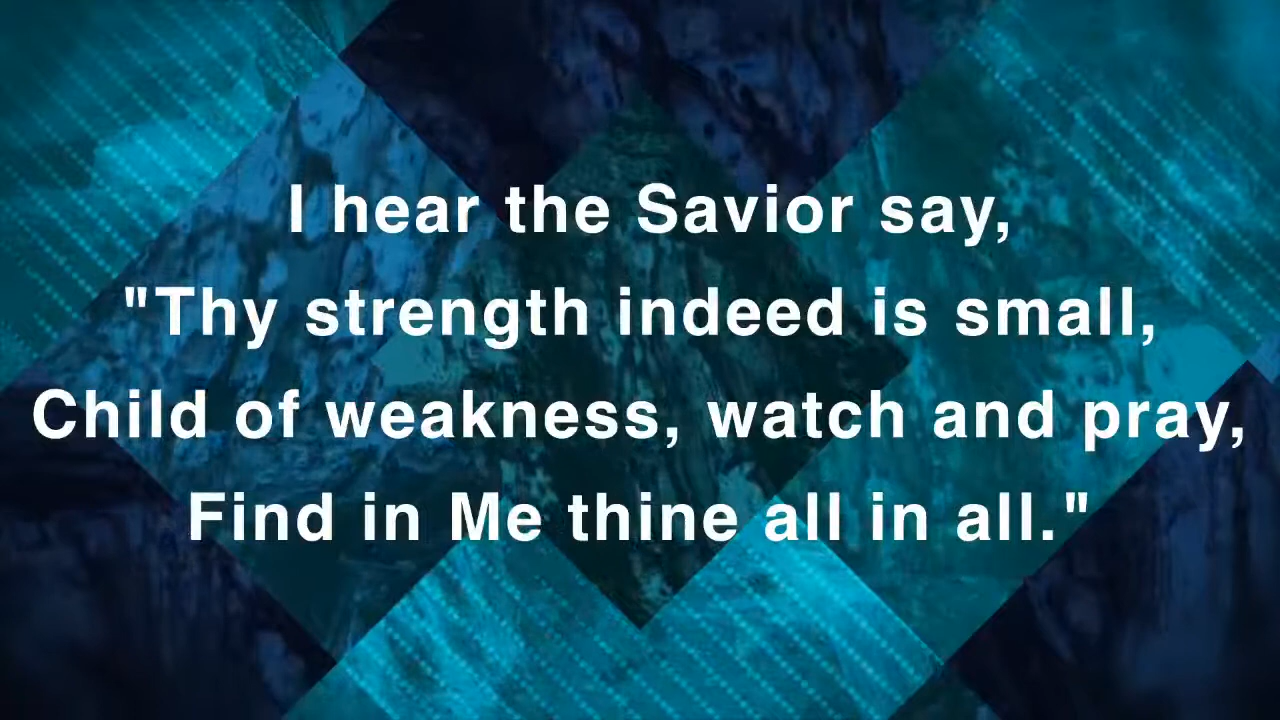 I hear the Savior say,
"Thy strength indeed is small,
Child of weakness, watch and pray,
Find in Me thine all in all."